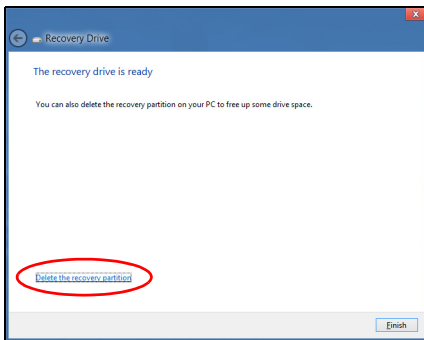 Recovery Drive
The recovery drive is ready
You can also delete the recovery partition on your PC to free up some drive space.
Delete the recovery partition
Finish